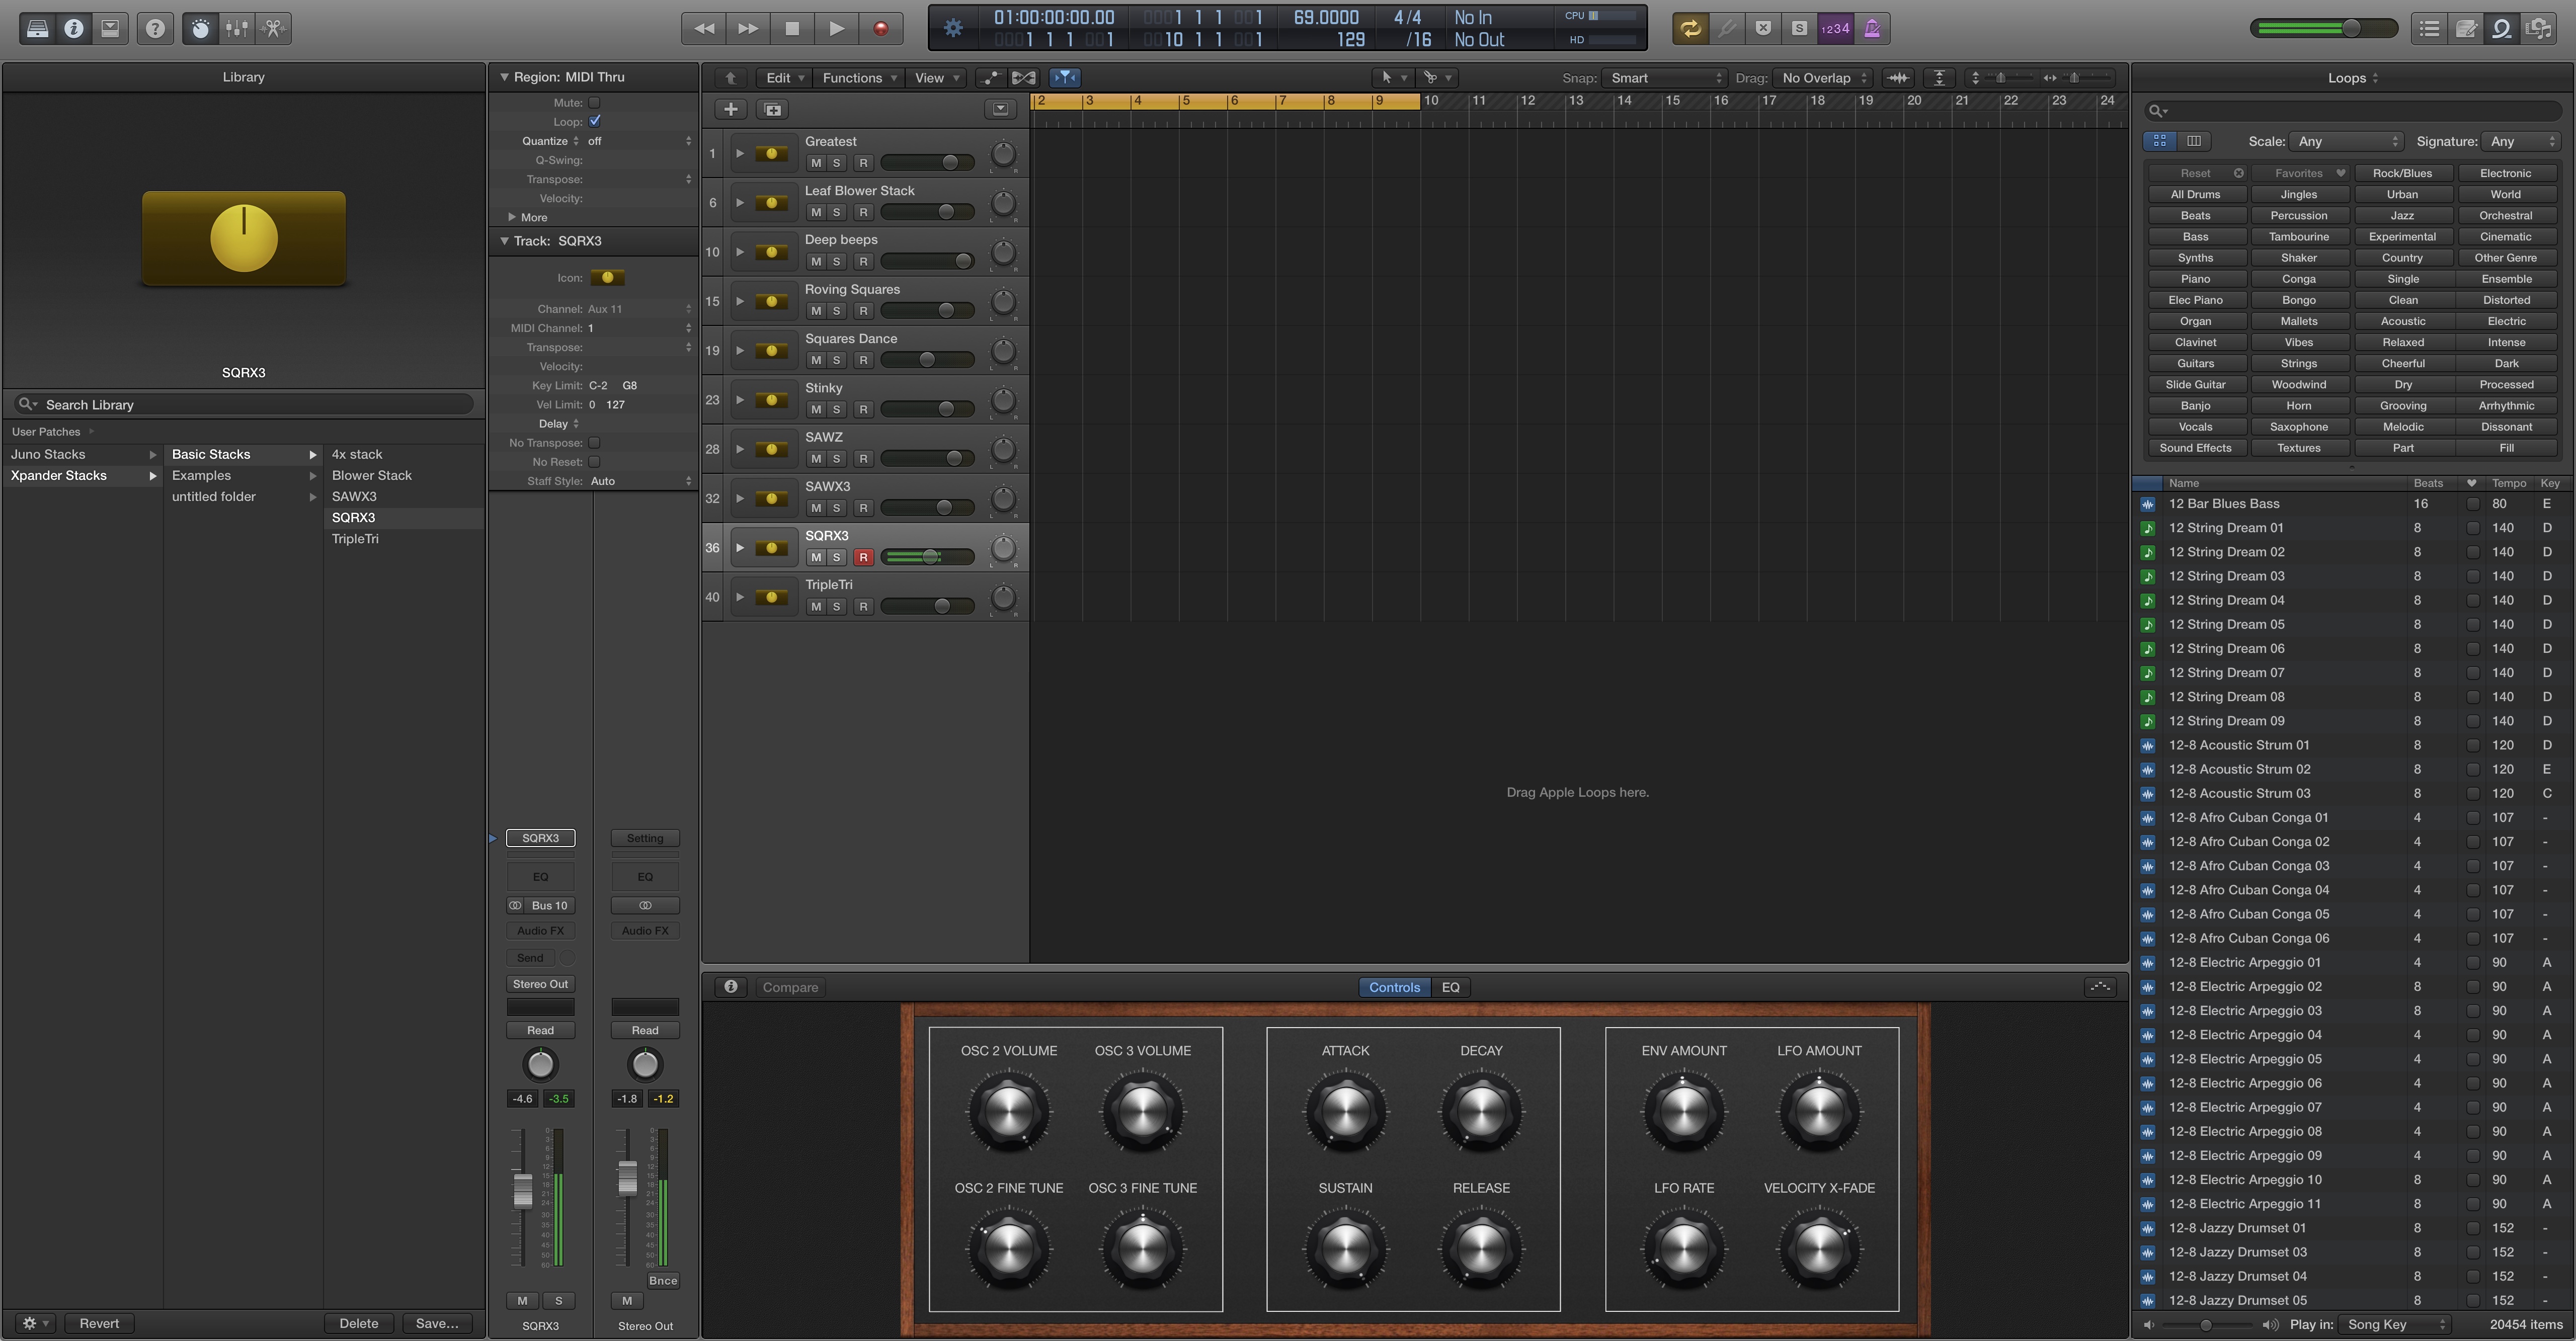 01:00:00:00.00 0001 1 1 001 69.0000 4/4 No In CPU
0001 1 1 001 0010 1 1 001 129 /16 No Out HD
1234
Library
SQRX3
Search Library
User Patches
Juno Stacks
Xpander Stacks
Basic Stacks
Examples
untitled folder
4x stack
Blower Stack
SAWX3
SQRX3
TripleTri
Revert
Delete
Save...
Region: MIDI Thru
Mute:
Loop:
Quantize off
Q-Swing:
Transpose:
Velocity:
More
Track: SQRX3
Icon:
Channel: Aux 11
MIDI Channel: 1
Transpose:
Velocity:
Key Limit: C-2 G8
Vel Limit: 0 127
Delay
No Transpose:
No Reset:
Staff Style: Auto
SQRX3 Setting
EQ EQ
Bus 10
Audio FX Audio FX
Send
Stereo Out
Read Read
-4.6 -3.5 -1.8 -1.2
Bnce
M S M
SQRX3 Stereo Out
Edit Functions View Snap: Smart Drag: No Overlap
2 3 4 5 6 7 8 9 10 11 12 13 14 15 16 17 18 19 20 21 22 23 24
1 Greatest
M S R
6 Leaf Blower Stack
M S R
10 Deep beeps
M S R
15 Roving Squares
M S R
19 Squares Dance
M S R
23 Stinky
M S R
28 SAWZ
M S R
32 SAWX3
M S R
36 SQRX3
M S R
40 TripleTri
M S R
Drag Apple Loops here.
Compare Controls EQ
OSC 2 VOLUME OSC 3 VOLUME ATTACK DECAY ENV AMOUNT LFO AMOUNT
OSC 2 FINE TUNE OSC 3 FINE TUNE SUSTAIN RELEASE LFO RATE VELOCITY X-FADE
Loops
Scale: Any Signature: Any
Reset Favorites Rock/Blues Electronic
All Drums Jingles Urban World
Beats Percussion Jazz Orchestral
Bass Tambourine Experimental Cinematic
Synths Shaker Country Other Genre
Piano Conga Single Ensemble
Elec Piano Bongo Clean Distorted
Organ Mallets Acoustic Electric
Clavinet Vibes Relaxed Intense
Guitars Strings Cheerful Dark
Slide Guitar Woodwind Dry Processed
Banjo Horn Grooving Arrhythmic
Vocals Saxophone Melodic Dissonant
Sound Effects Textures Part Fill
Name Beats Tempo Key
12 Bar Blues Bass 16 80 E
12 String Dream 01 8 140 D
12 String Dream 02 8 140 D
12 String Dream 03 8 140 D
12 String Dream 04 8 140 D
12 String Dream 05 8 140 D
12 String Dream 06 8 140 D
12 String Dream 07 8 140 D
12 String Dream 08 8 140 D
12 String Dream 09 8 140 D
12-8 Acoustic Strum 01 8 120 D
12-8 Acoustic Strum 02 8 120 E
12-8 Acoustic Strum 03 8 120 C
12-8 Afro Cuban Conga 01 4 107 -
12-8 Afro Cuban Conga 02 4 107 -
12-8 Afro Cuban Conga 03 4 107 -
12-8 Afro Cuban Conga 04 4 107 -
12-8 Afro Cuban Conga 05 4 107 -
12-8 Afro Cuban Conga 06 4 107 -
12-8 Electric Arpeggio 01 4 90 A
12-8 Electric Arpeggio 02 8 90 A
12-8 Electric Arpeggio 03 8 90 A
12-8 Electric Arpeggio 04 4 90 A
12-8 Electric Arpeggio 05 4 90 A
12-8 Electric Arpeggio 06 4 90 A
12-8 Electric Arpeggio 07 4 90 A
12-8 Electric Arpeggio 08 4 90 A
12-8 Electric Arpeggio 09 4 90 A
12-8 Electric Arpeggio 10 8 90 A
12-8 Electric Arpeggio 11 8 90 A
12-8 Jazzy Drumset 01 8 152 -
12-8 Jazzy Drumset 03 8 152 -
12-8 Jazzy Drumset 04 8 152 -
12-8 Jazzy Drumset 05 8 152 -
Play in: Song Key 20454 items